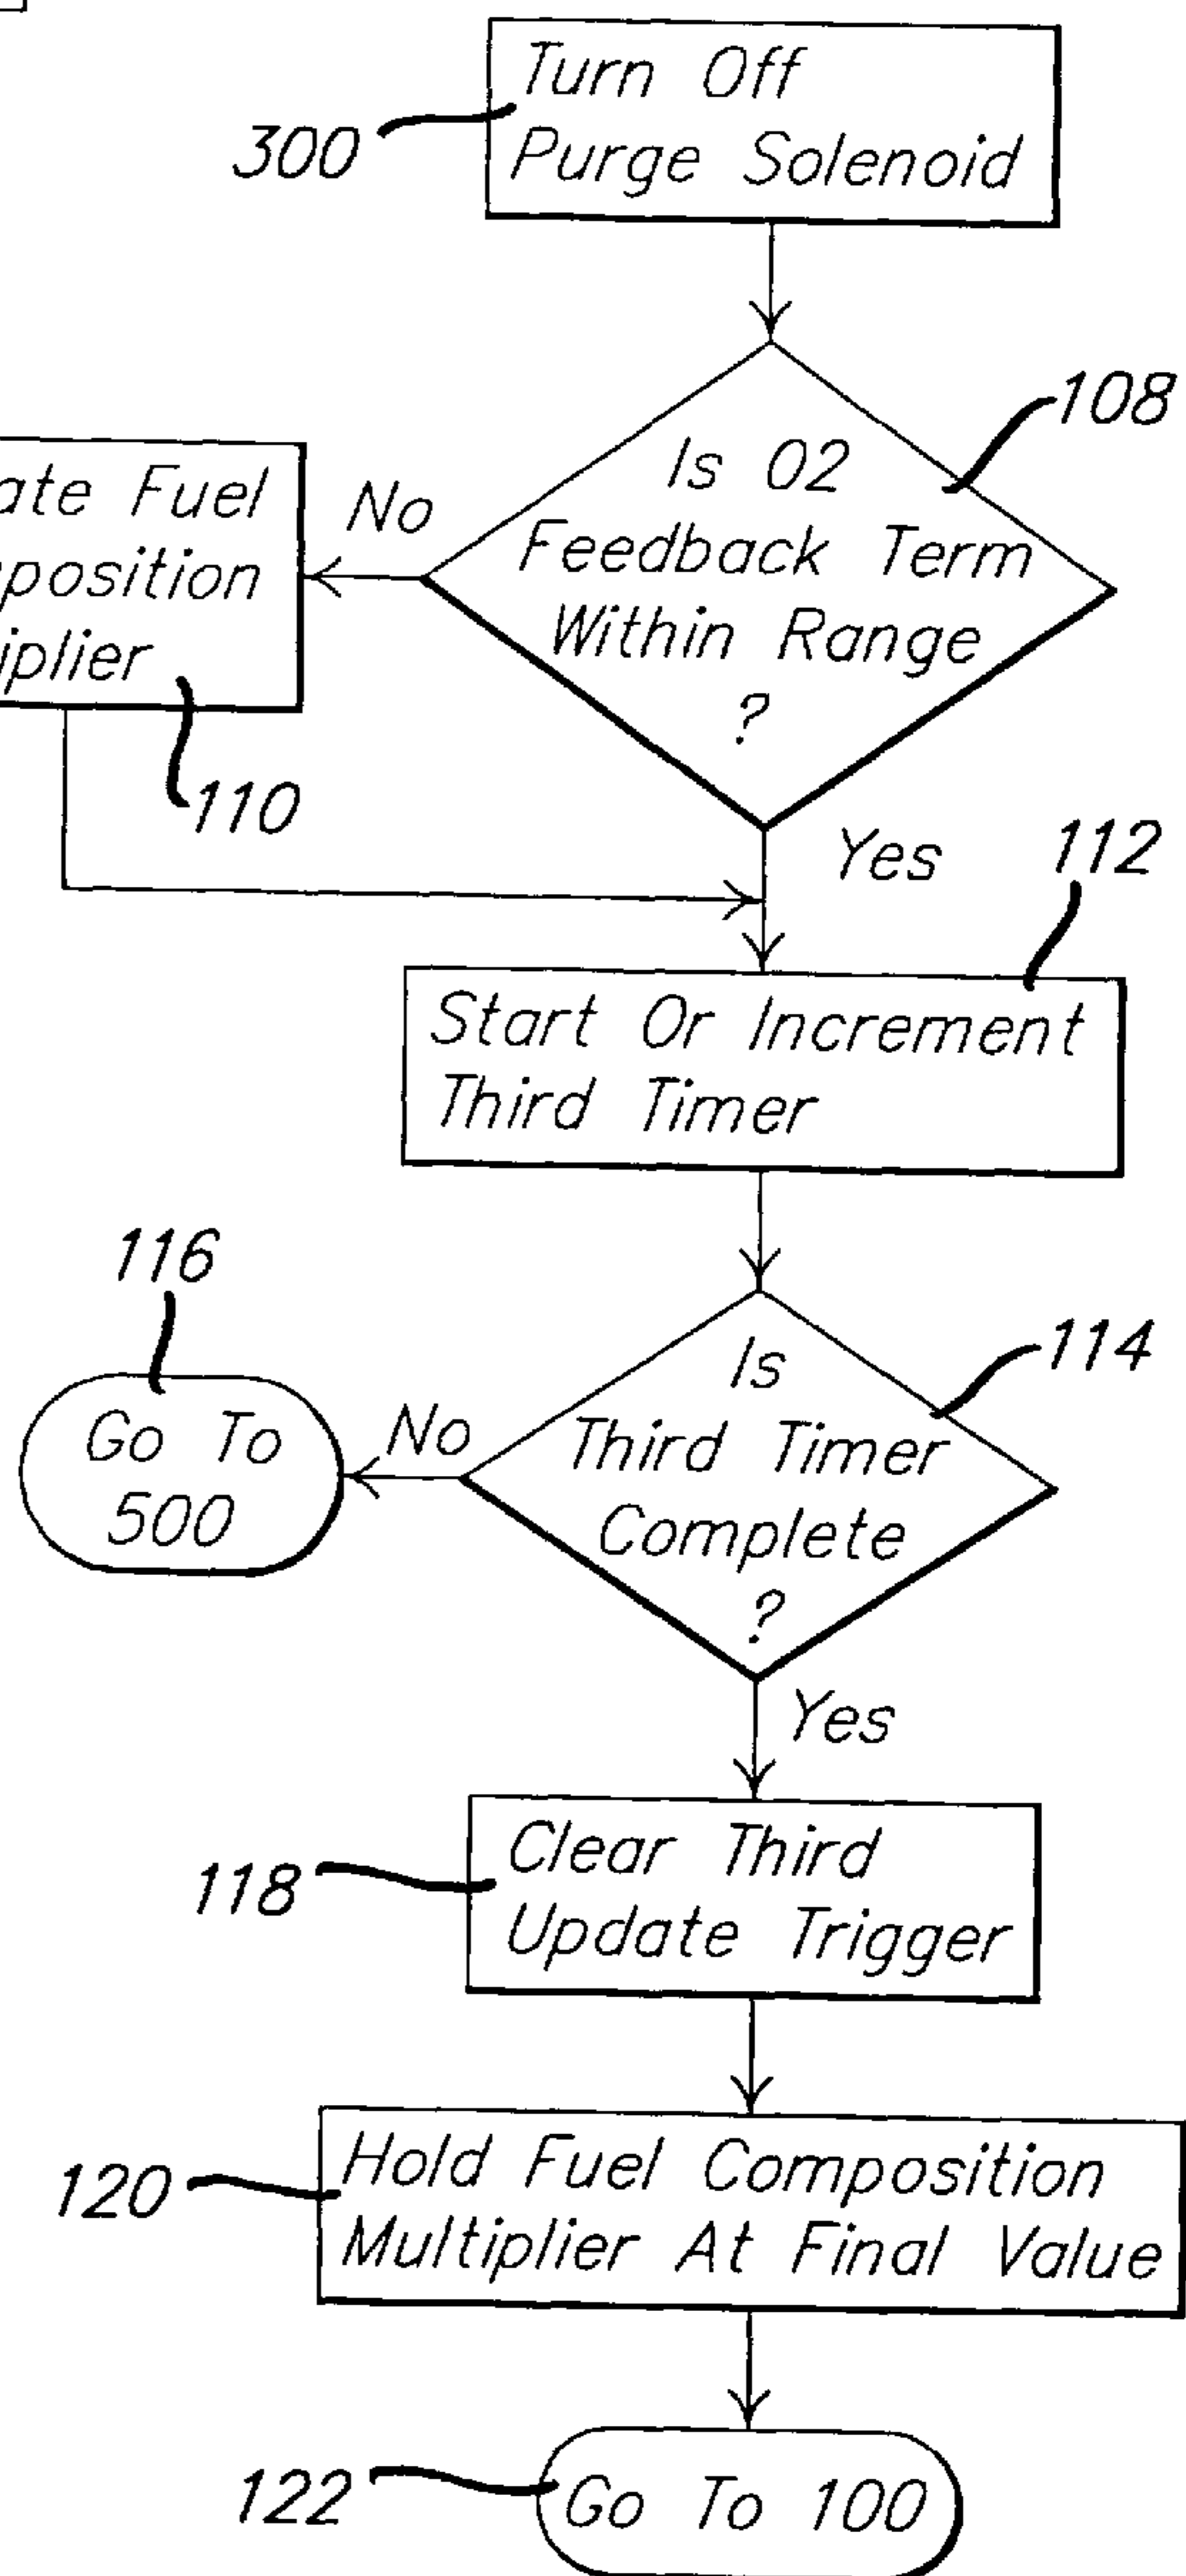 Turn Off
Purge Solenoid
300
108
Is O2
Feedback Term
Within Range
?
No
ate Fuel
position
iplier
110
Yes
112
Start Or Increment
Third Timer
116
114
Is
Third Timer
Complete
?
No
Go To
500
Yes
Clear Third
Update Trigger
118
Hold Fuel Composition
Multiplier At Final Value
120
122
Go To 100